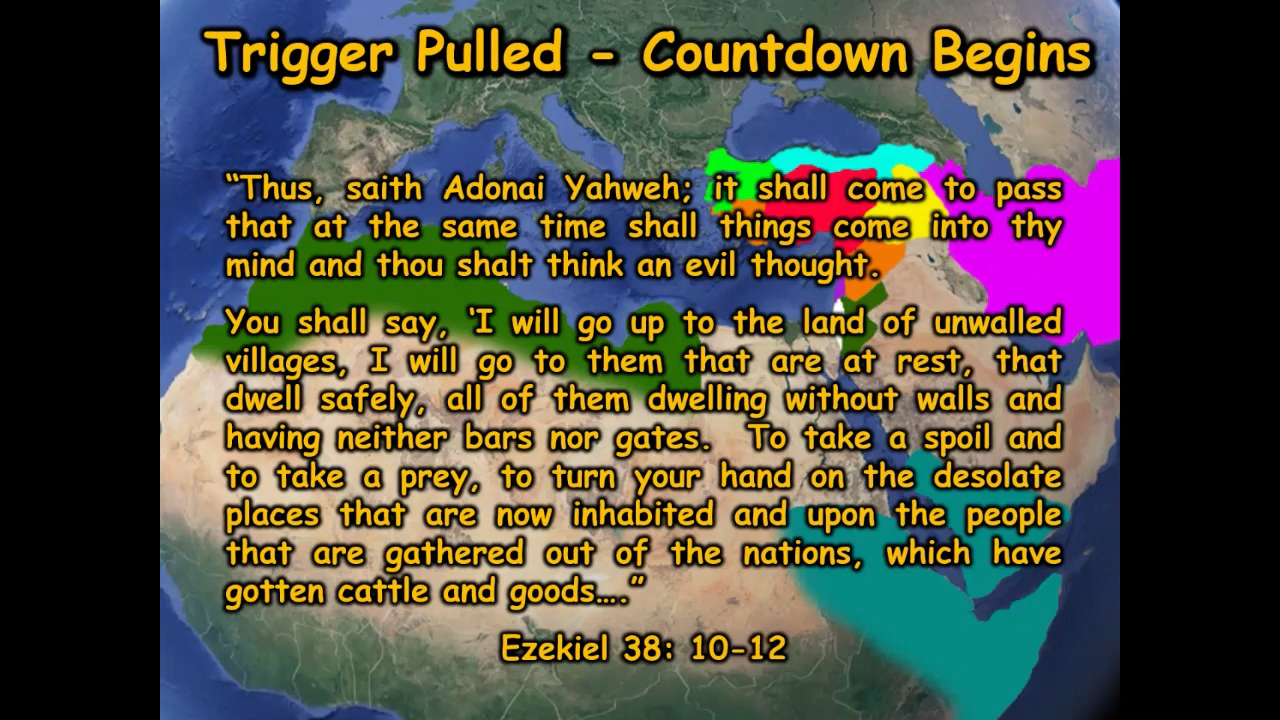 Trigger Pulled - Countdown Begins
“Thus, saith Adonai Yahweh; it shall come to pass
that at the same time shall things come into thy
mind and thou shalt think an evil thought.
You shall say, ‘I will go up to the land of unwalled
villages, I will go to them that are at rest, that
dwell safely, all of them dwelling without walls and
having neither bars nor gates. To take a spoil and
to take a prey, to turn your hand on the desolate
places that are now inhabited and upon the people
that are gathered out of the nations, which have
gotten cattle and goods….”
Ezekiel 38: 10-12